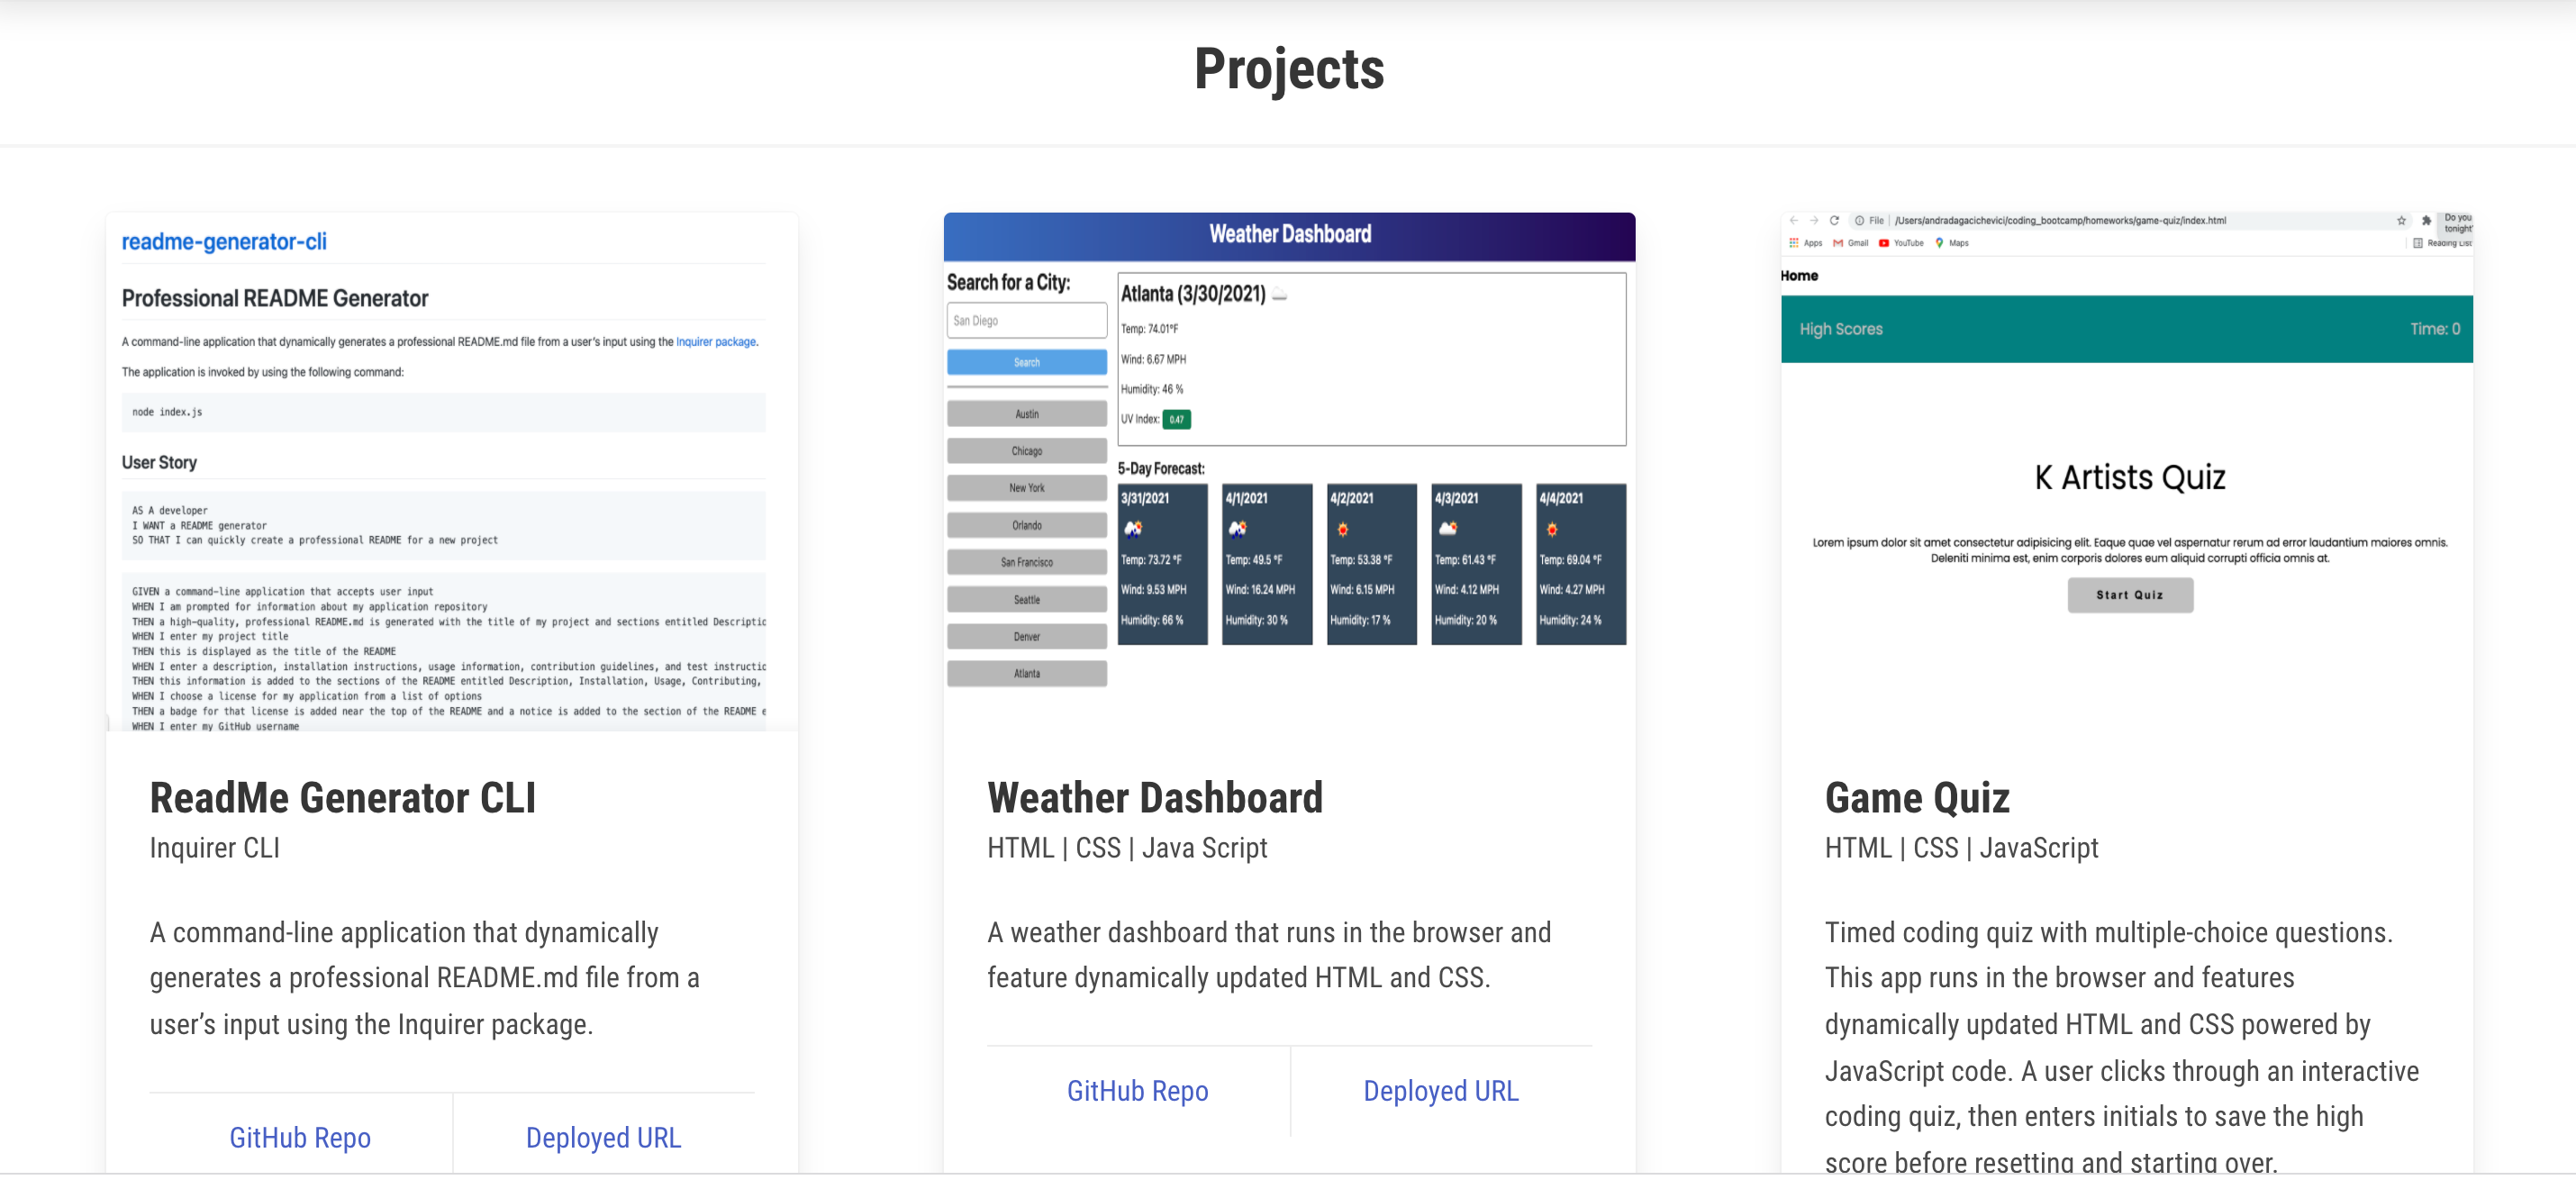 Projects
readme-generator-cli
Professional README Generator
A command-line application that dynamically generates a professional README.md file from a user's input using the Inquirer package.
The application is invoked by using the following command:
node index.js
User Story
AS A developer
I WANT a README generator
SO THAT I can quickly create a professional README for a new project
GIVEN a command-line application that accepts user input
WHEN I am prompted for information about my application repository
THEN a high-quality, professional README.md is generated with the title of my project and sections entitled Descriptio
WHEN I enter my project title
THEN this is displayed as the title of the README
WHEN I enter a description, installation instructions, usage information, contribution guidelines, and test instructio
THEN this information is added to the sections of the README entitled Description, Installation, Usage, Contributing,
WHEN I choose a license for my application from a list of options
THEN a badge for that license is added near the top of the README and a notice is added to the section of the README e
WHEN I enter my GitHub username
ReadMe Generator CLI
Inquirer CLI
A command-line application that dynamically
generates a professional README.md file from a
user’s input using the Inquirer package.
GitHub Repo
Deployed URL
Weather Dashboard
Search for a City:
San Diego
Search
Austin
Chicago
New York
Orlando
San Francisco
Seattle
Denver
Atlanta
Atlanta (3/30/2021)
Temp: 74.01°F
Wind: 6.67 MPH
Humidity: 46 %
UV Index: 0.47
5-Day Forecast:
3/31/2021
Temp: 73.72 °F
Wind: 9.53 MPH
Humidity: 66 %
4/1/2021
Temp: 49.5 °F
Wind: 16.24 MPH
Humidity: 30 %
4/2/2021
Temp: 53.38 °F
Wind: 6.15 MPH
Humidity: 17 %
4/3/2021
Temp: 61.43 °F
Wind: 4.12 MPH
Humidity: 20 %
4/4/2021
Temp: 69.04 °F
Wind: 4.27 MPH
Humidity: 24 %
Weather Dashboard
HTML | CSS | Java Script
A weather dashboard that runs in the browser and
feature dynamically updated HTML and CSS.
GitHub Repo
Deployed URL
File | /Users/andradagacichevici/coding_bootcamp/homeworks/game-quiz/index.html
Do you
tonight?
Apps Gmail YouTube Maps
Reading List
Home
High Scores
Time: 0
K Artists Quiz
Lorem ipsum dolor sit amet consectetur adipisicing elit. Eaque quae vel aspernatur rerum ad error laudantium maiores omnis.
Deleniti minima est, enim corporis dolores eum aliquid corrupti officia omnis at.
Start Quiz
Game Quiz
HTML | CSS | JavaScript
Timed coding quiz with multiple-choice questions.
This app runs in the browser and features
dynamically updated HTML and CSS powered by
JavaScript code. A user clicks through an interactive
coding quiz, then enters initials to save the high
score before resetting and starting over.